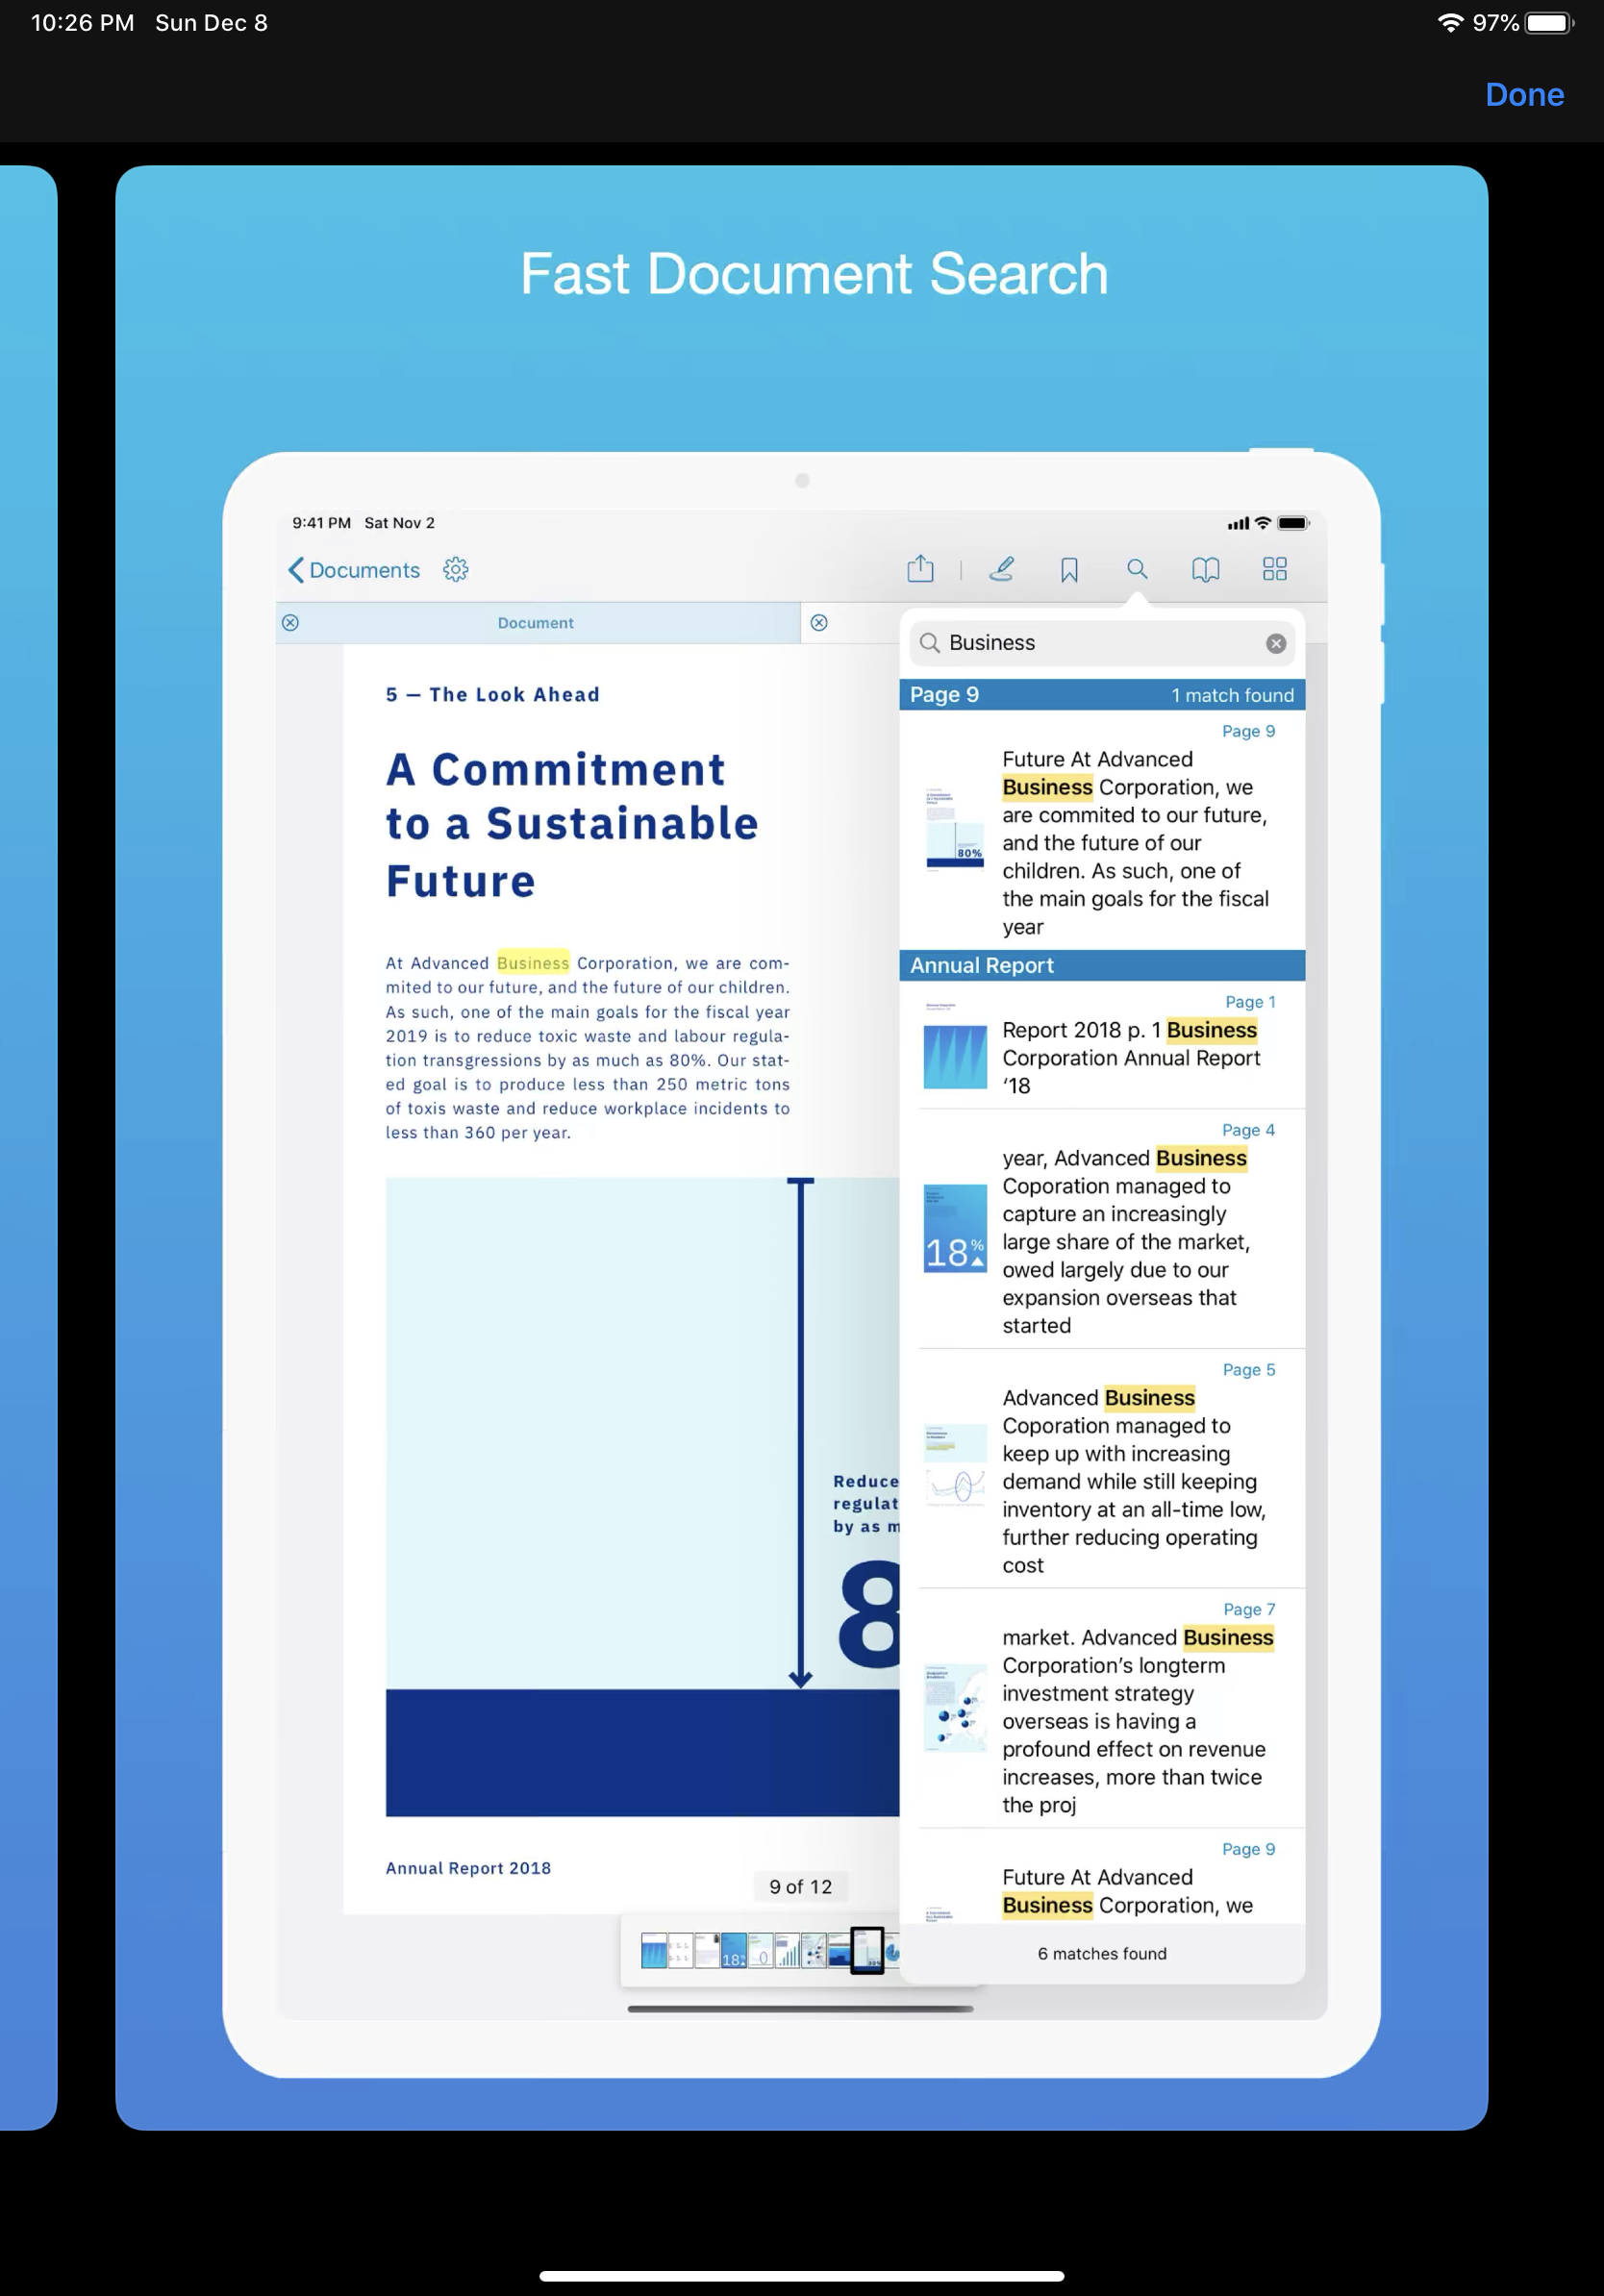 10:26 PM Sun Dec 8
97%
Done
Fast Document Search
9:41 PM Sat Nov 2
Documents
Document
5 — The Look Ahead
A Commitment
to a Sustainable
Future
At Advanced Business Corporation, we are com-
mited to our future, and the future of our children.
As such, one of the main goals for the fiscal year
2019 is to reduce toxic waste and labour regula-
tion transgressions by as much as 80%. Our stat-
ed goal is to produce less than 250 metric tons
of toxis waste and reduce workplace incidents to
less than 360 per year.
Reduce
regulat
by as m
8
Annual Report 2018
9 of 12
18
Business
Page 9 1 match found
Page 9
80%
Future At Advanced
Business Corporation, we
are commited to our future,
and the future of our
children. As such, one of
the main goals for the fiscal
year
Annual Report
Page 1
Report 2018 p. 1 Business
Corporation Annual Report
‘18
Page 4
18%
year, Advanced Business
Coporation managed to
capture an increasingly
large share of the market,
owed largely due to our
expansion overseas that
started
Page 5
Advanced Business
Coporation managed to
keep up with increasing
demand while still keeping
inventory at an all-time low,
further reducing operating
cost
Page 7
market. Advanced Business
Corporation’s longterm
investment strategy
overseas is having a
profound effect on revenue
increases, more than twice
the proj
Page 9
Future At Advanced
Business Corporation, we
6 matches found